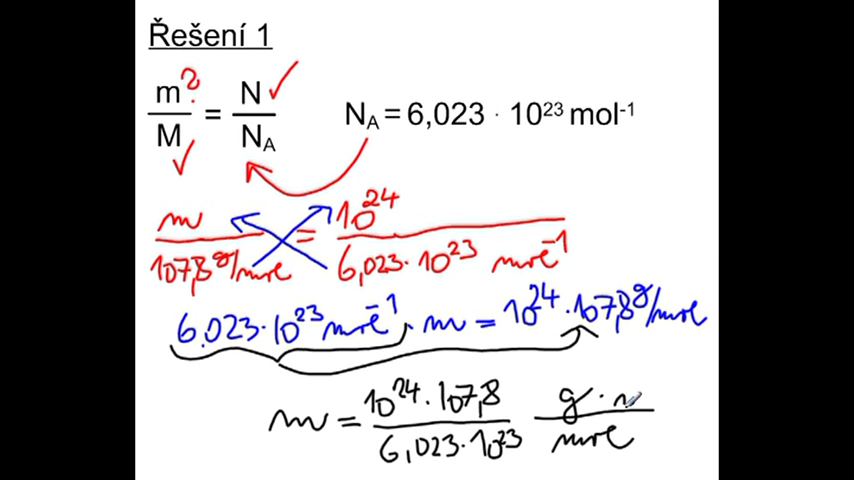 Řešení 1
m? / M = N / N_A N_A = 6,023 · 10²³ mol⁻¹
m / 107,8 g/mol = 10²⁴ / 6,023 · 10²³ mol⁻¹
6,023 · 10²³ mol⁻¹ · m = 10²⁴ · 107,8 g/mol
m = 10²⁴ · 107,8 / 6,023 · 10²³ g · / mol